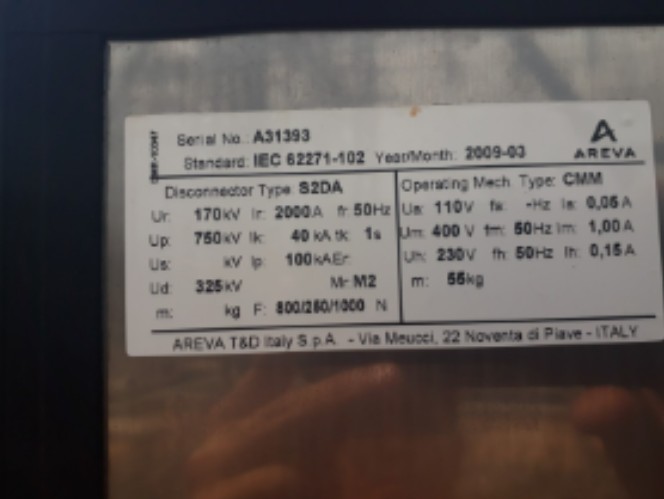 Serial No.: A31393
Standard: IEC 62271-102 Year/Month: 2009-03
AREVA
Disconnector Type: S2DA
Ur: 170kV Ir: 2000A fr: 50Hz
Up: 750kV Ik: 40kA tk: 1s
Us: kV Ip: 100kA Er:
Ud: 325kV Mr: M2
m: kg F: 800/250/1000 N
Operating Mech. Type: CMM
Ua: 110V fa: -Hz Ia: 0,05A
Um: 400V fm: 50Hz Im: 1,00A
Uh: 230V fh: 50Hz Ih: 0,15A
m: 55kg
AREVA T&D Italy S.p.A. - Via Meucci, 22 Noventa di Piave - ITALY